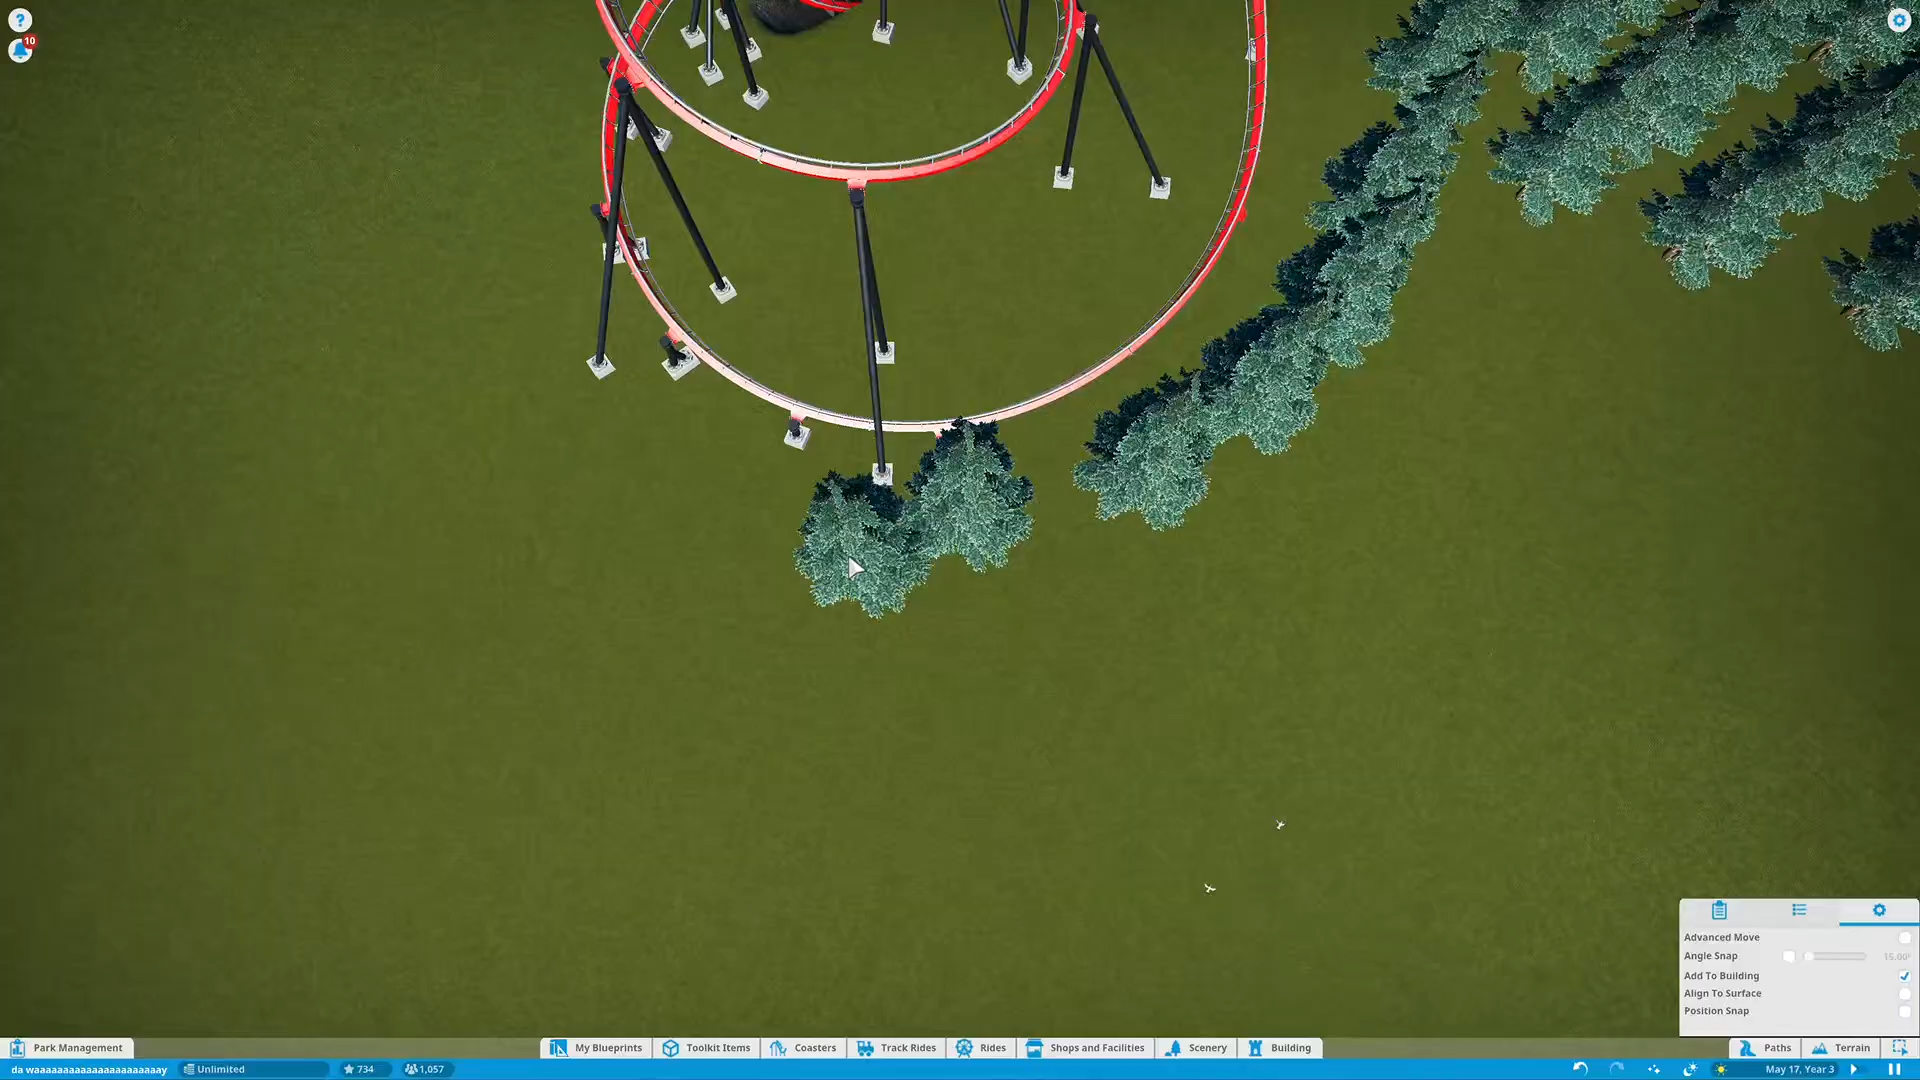 ?
10
Advanced Move
Angle Snap 15.00°
Add To Building
Align To Surface
Position Snap
Park Management
My Blueprints
Toolkit Items
Coasters
Track Rides
Rides
Shops and Facilities
Scenery
Building
Paths
Terrain
Unlimited
734
1,057
May 17, Year 3